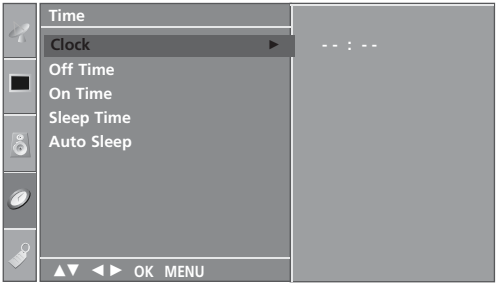 Time
Clock ► - - : - -
Off Time
On Time
Sleep Time
Auto Sleep
▲▼ ◄► OK MENU